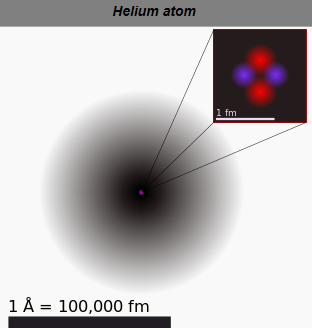 Helium atom
1 fm
1 Å = 100,000 fm